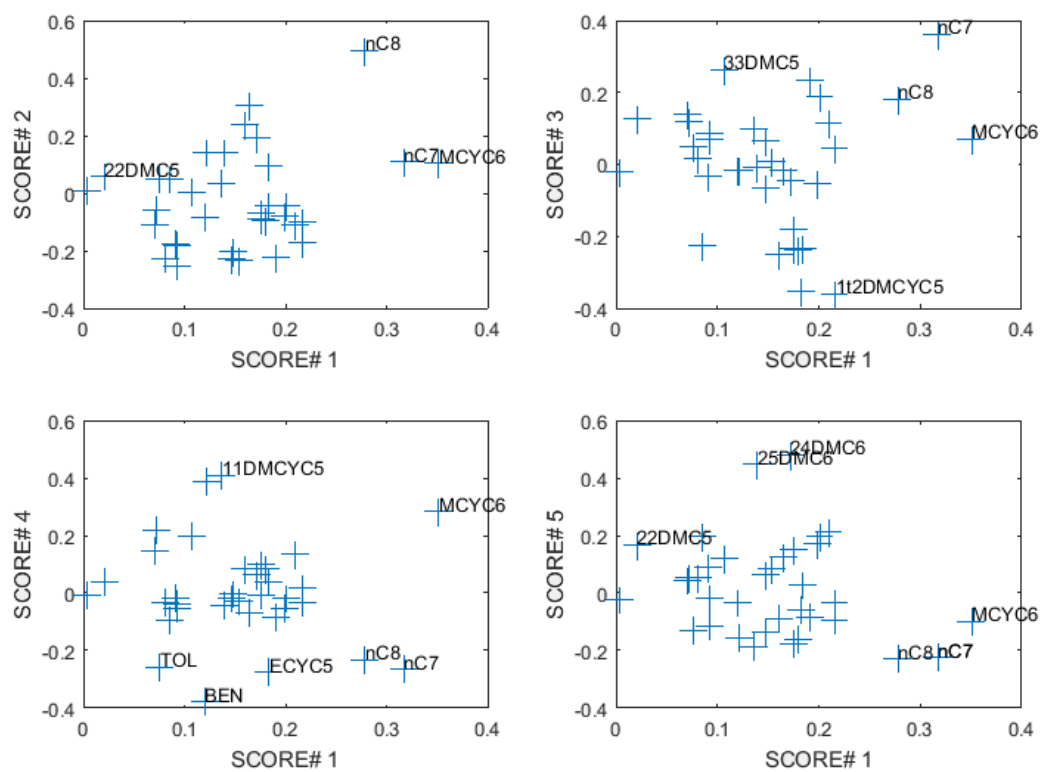 0.6
0.4
0.2
0
-0.2
-0.4
SCORE# 2
nC8
nC7
MCYC6
22DMC5
0
0.1
0.2
0.3
0.4
SCORE# 1
0.4
0.2
0
-0.2
-0.4
SCORE# 3
nC7
33DMC5
nC8
MCYC6
1t2DMCYC5
0
0.1
0.2
0.3
0.4
SCORE# 1
0.6
0.4
0.2
0
-0.2
-0.4
SCORE# 4
11DMCYC5
MCYC6
TOL
ECYC5
nC8
nC7
BEN
0
0.1
0.2
0.3
0.4
SCORE# 1
0.6
0.4
0.2
0
-0.2
-0.4
SCORE# 5
24DMC6
25DMC6
22DMC5
MCYC6
nC8
nC7
0
0.1
0.2
0.3
0.4
SCORE# 1